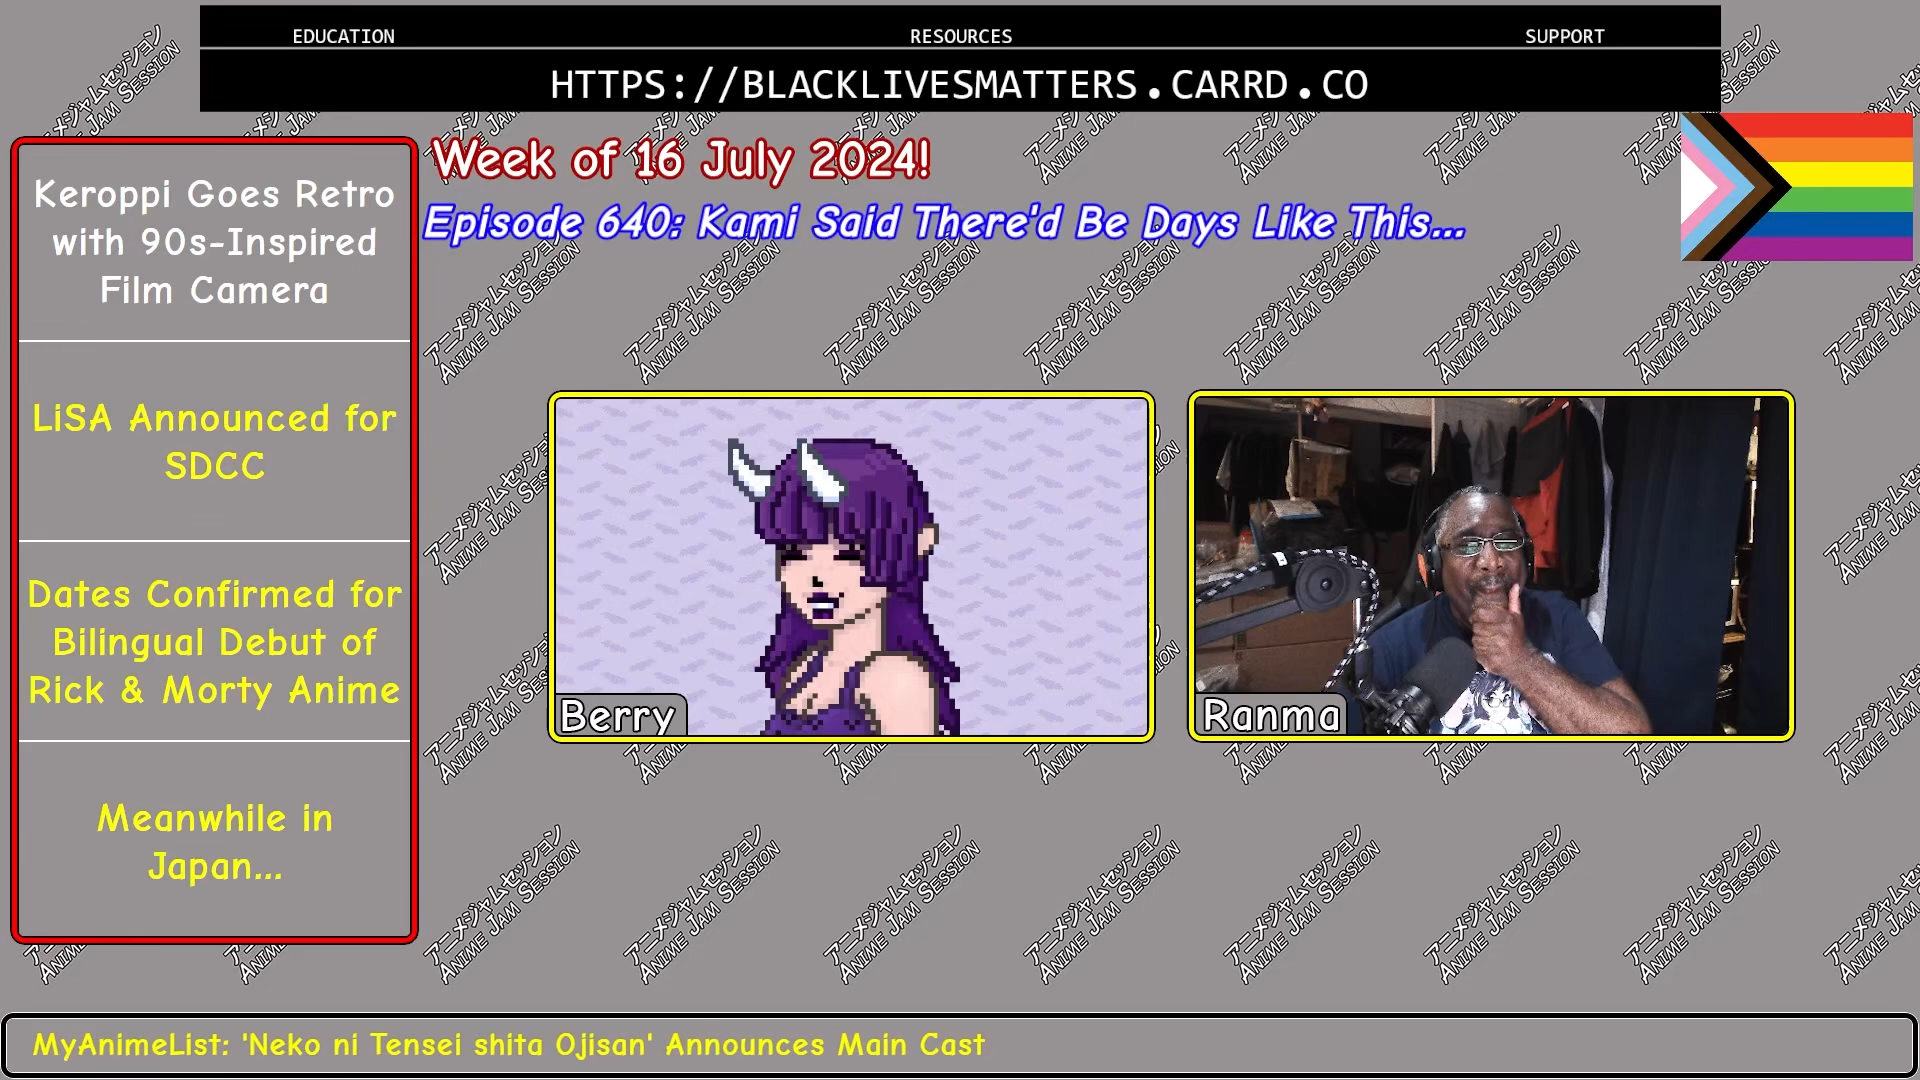 EDUCATION
RESOURCES
SUPPORT
HTTPS://BLACKLIVESMATTERS.CARRD.CO
Week of 16 July 2024!
Episode 640: Kami Said There'd Be Days Like This...
Keroppi Goes Retro
with 90s-Inspired
Film Camera
LiSA Announced for
SDCC
Dates Confirmed for
Bilingual Debut of
Rick & Morty Anime
Meanwhile in
Japan...
Berry
Ranma
アニメジャムセッション
ANIME JAM SESSION
MyAnimeList: 'Neko ni Tensei shita Ojisan' Announces Main Cast